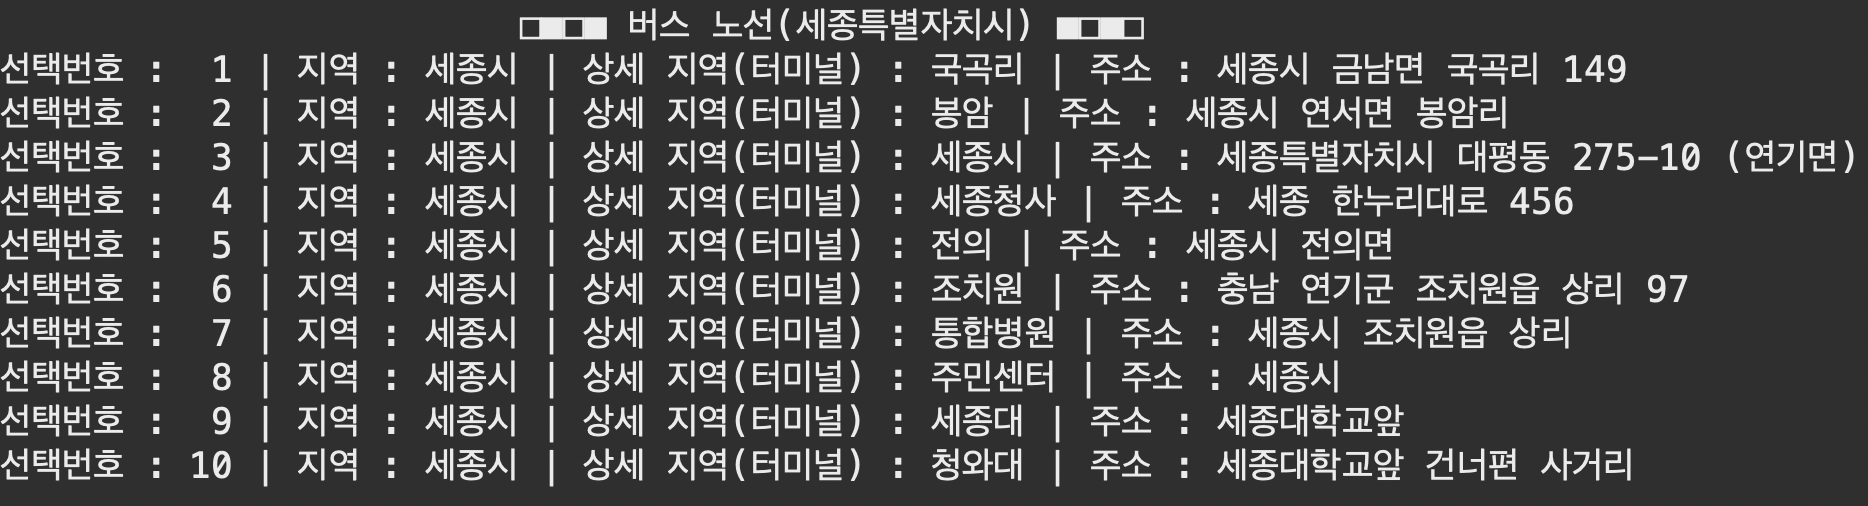 □■□■ 버스 노선(세종특별자치시) ■□■□
선택번호 :  1 | 지역 : 세종시 | 상세 지역(터미널) : 국곡리 | 주소 : 세종시 금남면 국곡리 149
선택번호 :  2 | 지역 : 세종시 | 상세 지역(터미널) : 봉암 | 주소 : 세종시 연서면 봉암리
선택번호 :  3 | 지역 : 세종시 | 상세 지역(터미널) : 세종시 | 주소 : 세종특별자치시 대평동 275-10 (연기면)
선택번호 :  4 | 지역 : 세종시 | 상세 지역(터미널) : 세종청사 | 주소 : 세종 한누리대로 456
선택번호 :  5 | 지역 : 세종시 | 상세 지역(터미널) : 전의 | 주소 : 세종시 전의면
선택번호 :  6 | 지역 : 세종시 | 상세 지역(터미널) : 조치원 | 주소 : 충남 연기군 조치원읍 상리 97
선택번호 :  7 | 지역 : 세종시 | 상세 지역(터미널) : 통합병원 | 주소 : 세종시 조치원읍 상리
선택번호 :  8 | 지역 : 세종시 | 상세 지역(터미널) : 주민센터 | 주소 : 세종시
선택번호 :  9 | 지역 : 세종시 | 상세 지역(터미널) : 세종대 | 주소 : 세종대학교앞
선택번호 : 10 | 지역 : 세종시 | 상세 지역(터미널) : 청와대 | 주소 : 세종대학교앞 건너편 사거리